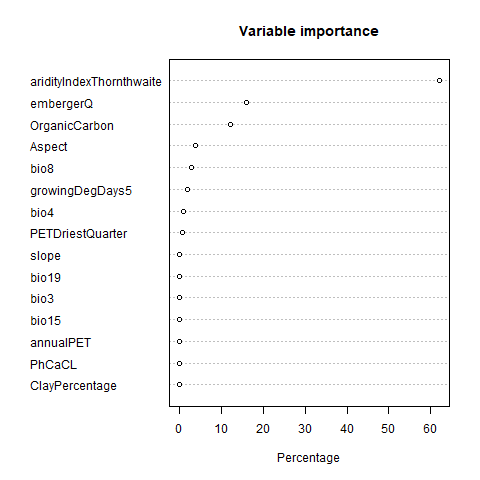 Variable importance
aridityIndexThornthwaite
embergerQ
OrganicCarbon
Aspect
bio8
growingDegDays5
bio4
PETDriestQuarter
slope
bio19
bio3
bio15
annualPET
PhCaCL
ClayPercentage
0 10 20 30 40 50 60
Percentage